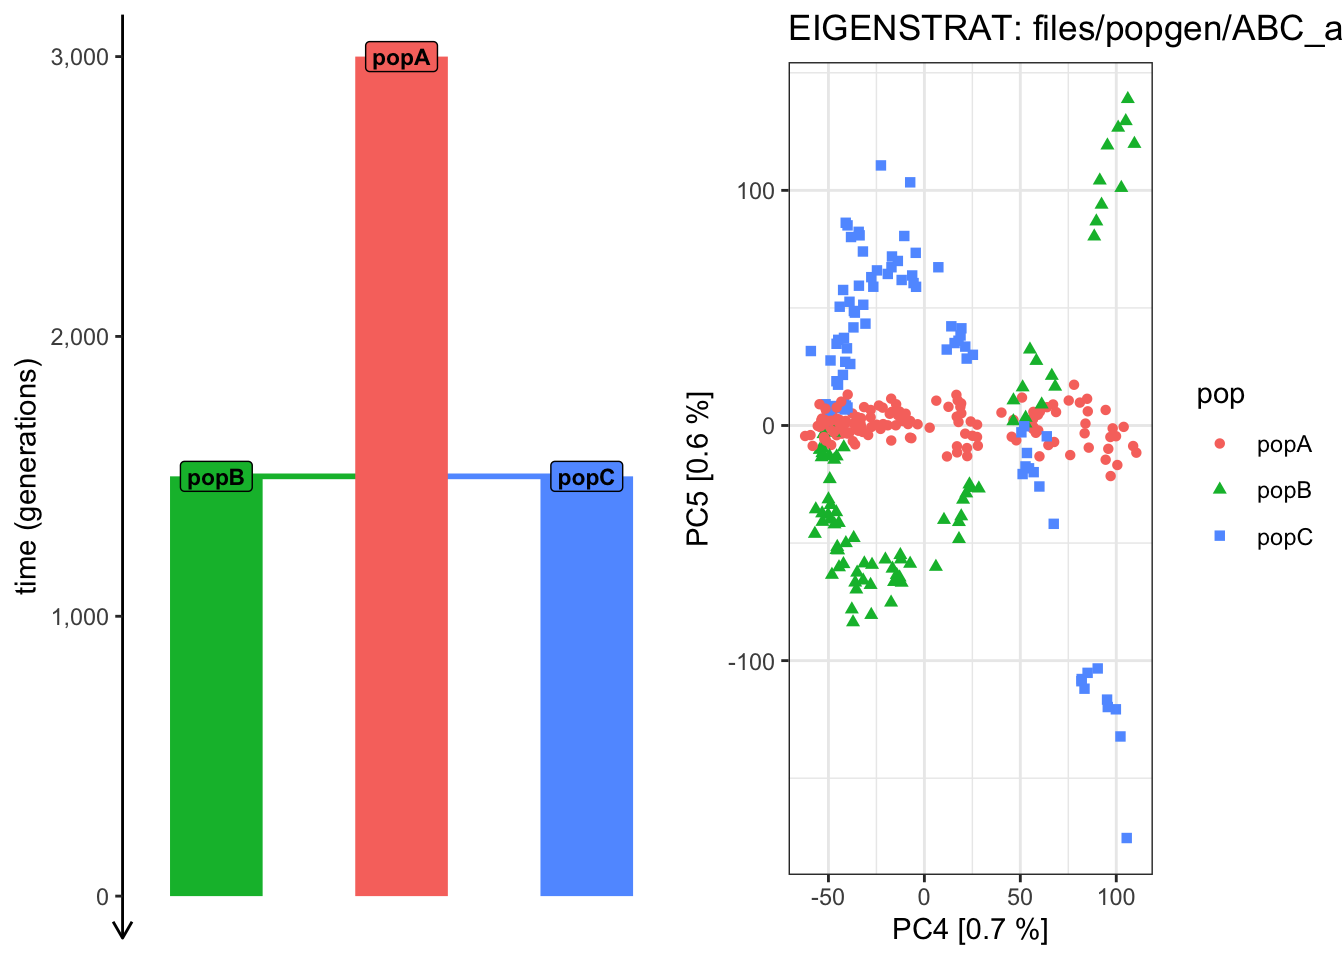 time (generations)
3,000
2,000
1,000
0
popA
popB
popC
EIGENSTRAT: files/popgen/ABC_a
PC5 [0.6 %]
100
0
-100
-50
0
50
100
PC4 [0.7 %]
pop
popA
popB
popC